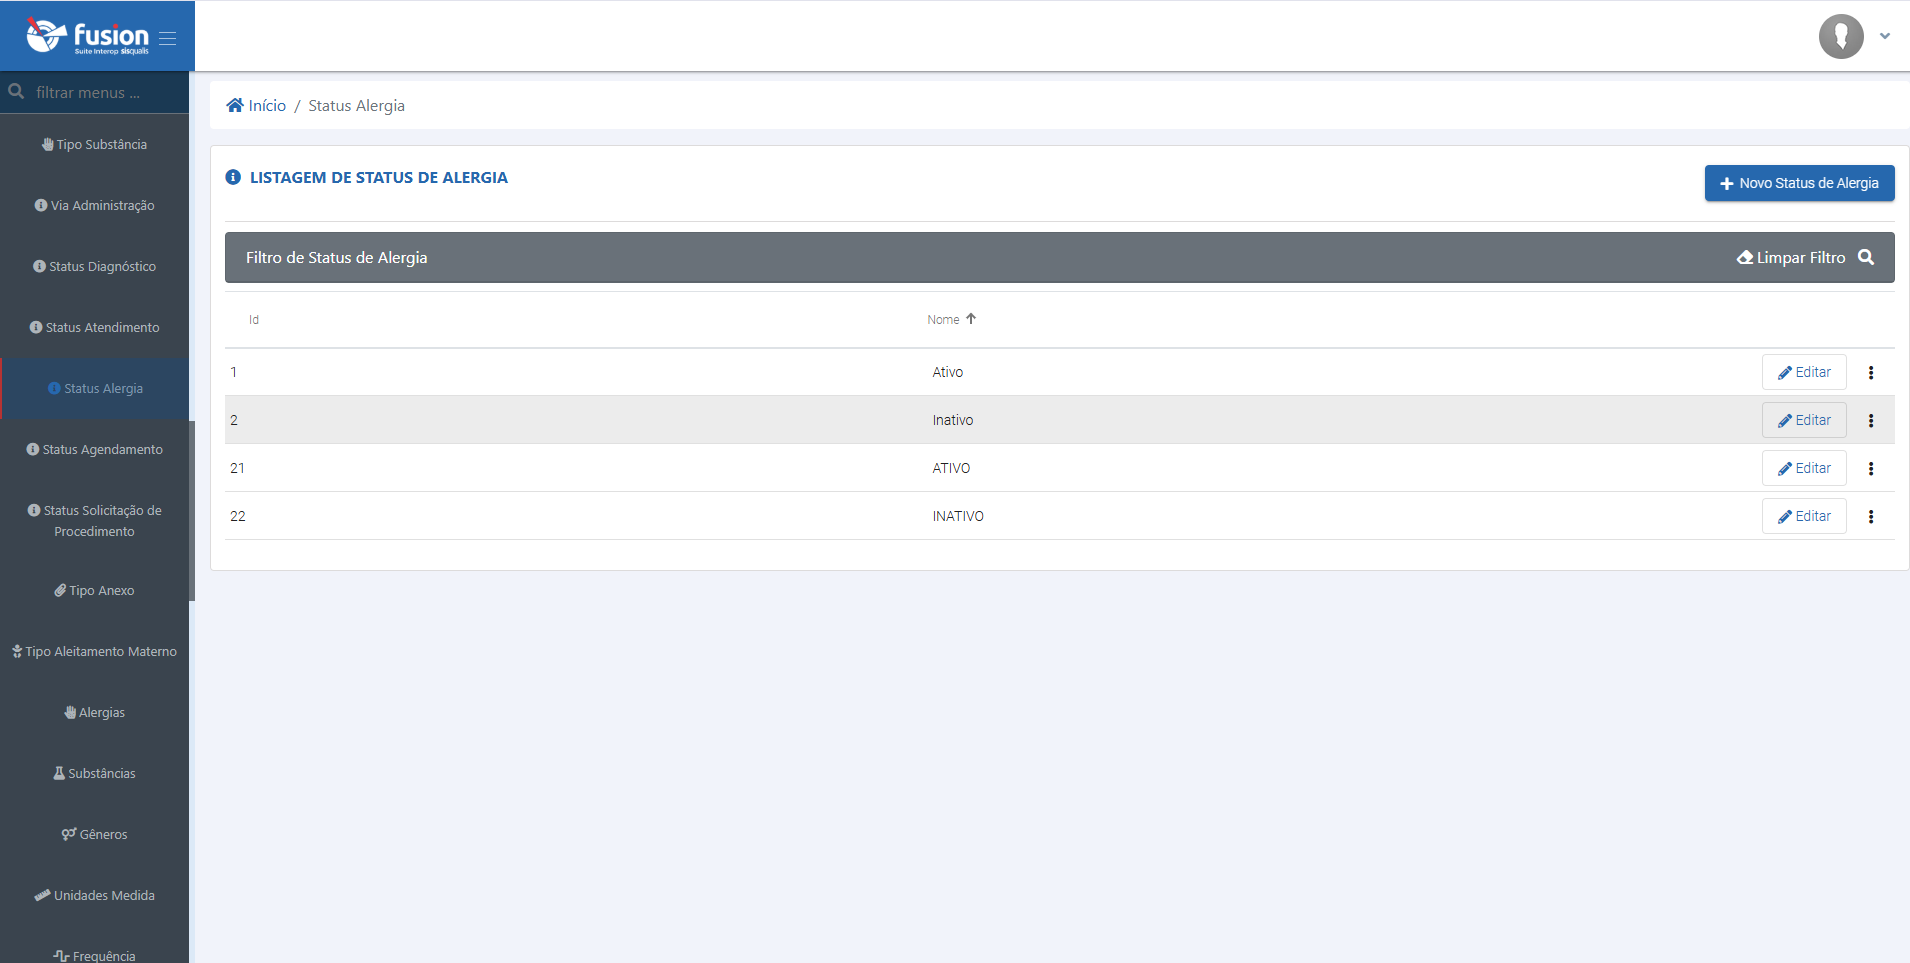 fusion
Suite Interop sisqualis
filtrar menus ...
Tipo Substância
Via Administração
Status Diagnóstico
Status Atendimento
Status Alergia
Status Agendamento
Status Solicitação de
Procedimento
Tipo Anexo
Tipo Aleitamento Materno
Alergias
Substâncias
Gêneros
Unidades Medida
Frequência
Início / Status Alergia
LISTAGEM DE STATUS DE ALERGIA
Novo Status de Alergia
Filtro de Status de Alergia
Limpar Filtro
Id Nome
1 Ativo Editar
2 Inativo Editar
21 ATIVO Editar
22 INATIVO Editar